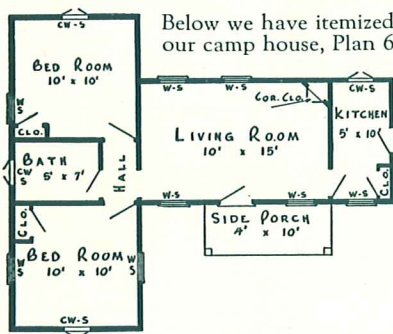 Below we have itemized
our camp house, Plan 6
CW-S
BED ROOM
10' x 10'
W-S
W-S
CW-S
COR. CLO.
KITCHEN
5' x 10'
W
S
CLO.
LIVING ROOM
10' x 15'
BATH
5' x 7'
CW
S
HALL
CLO.
CLO.
W-S
W-S
W-S
SIDE PORCH
4' x 10'
BED ROOM
10' x 10'
W
S
W
S
CW-S